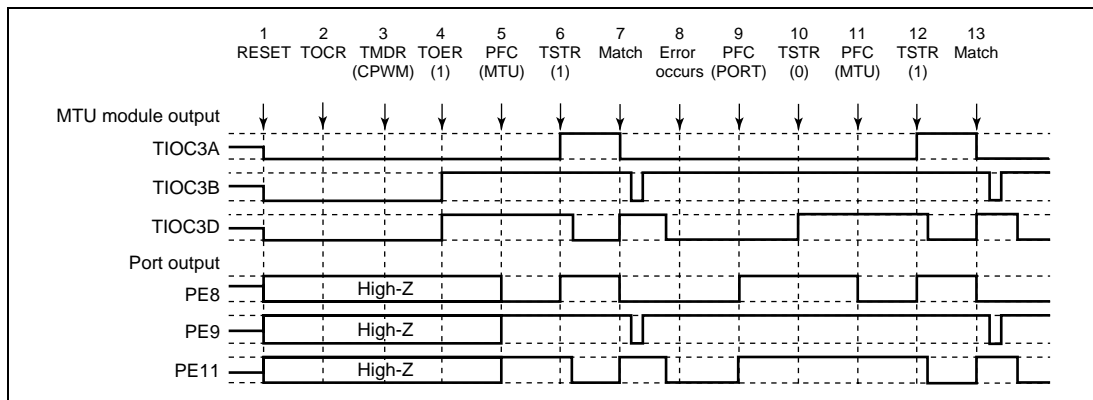 1 2 3 4 5 6 7 8 9 10 11 12 13
RESET TOCR TMDR TOER PFC TSTR Match Error PFC TSTR PFC TSTR Match
(CPWM) (1) (MTU) (1) occurs (PORT) (0) (MTU) (1)
MTU module output
TIOC3A
TIOC3B
TIOC3D
Port output
PE8 High-Z
PE9 High-Z
PE11 High-Z